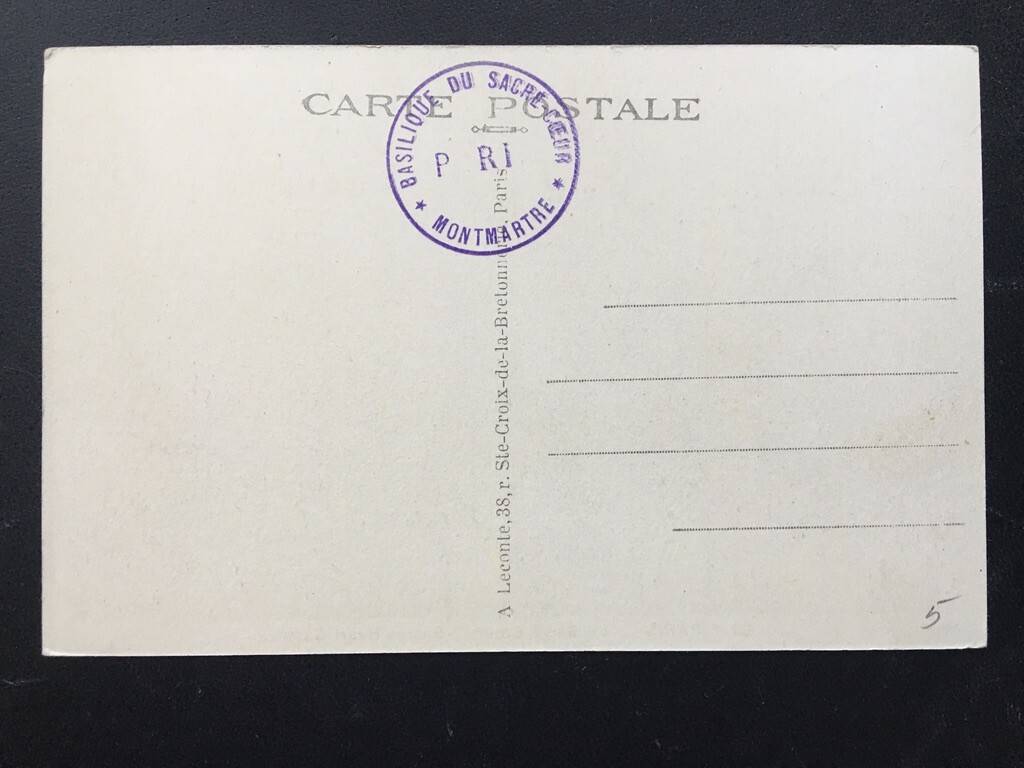 CARTE POSTALE
BASILIQUE DU SACRÉ-CŒUR
P RI
★ MONTMARTRE ★
A Leconte, 38, r. Ste-Croix-de-la-Bretonnerie, Paris
5